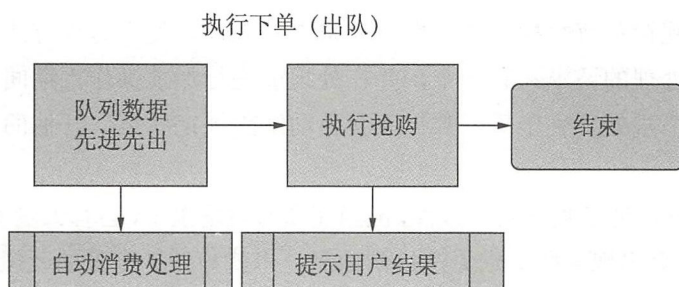 执行下单（出队）
队列数据
先进先出
执行抢购
结束
自动消费处理
提示用户结果